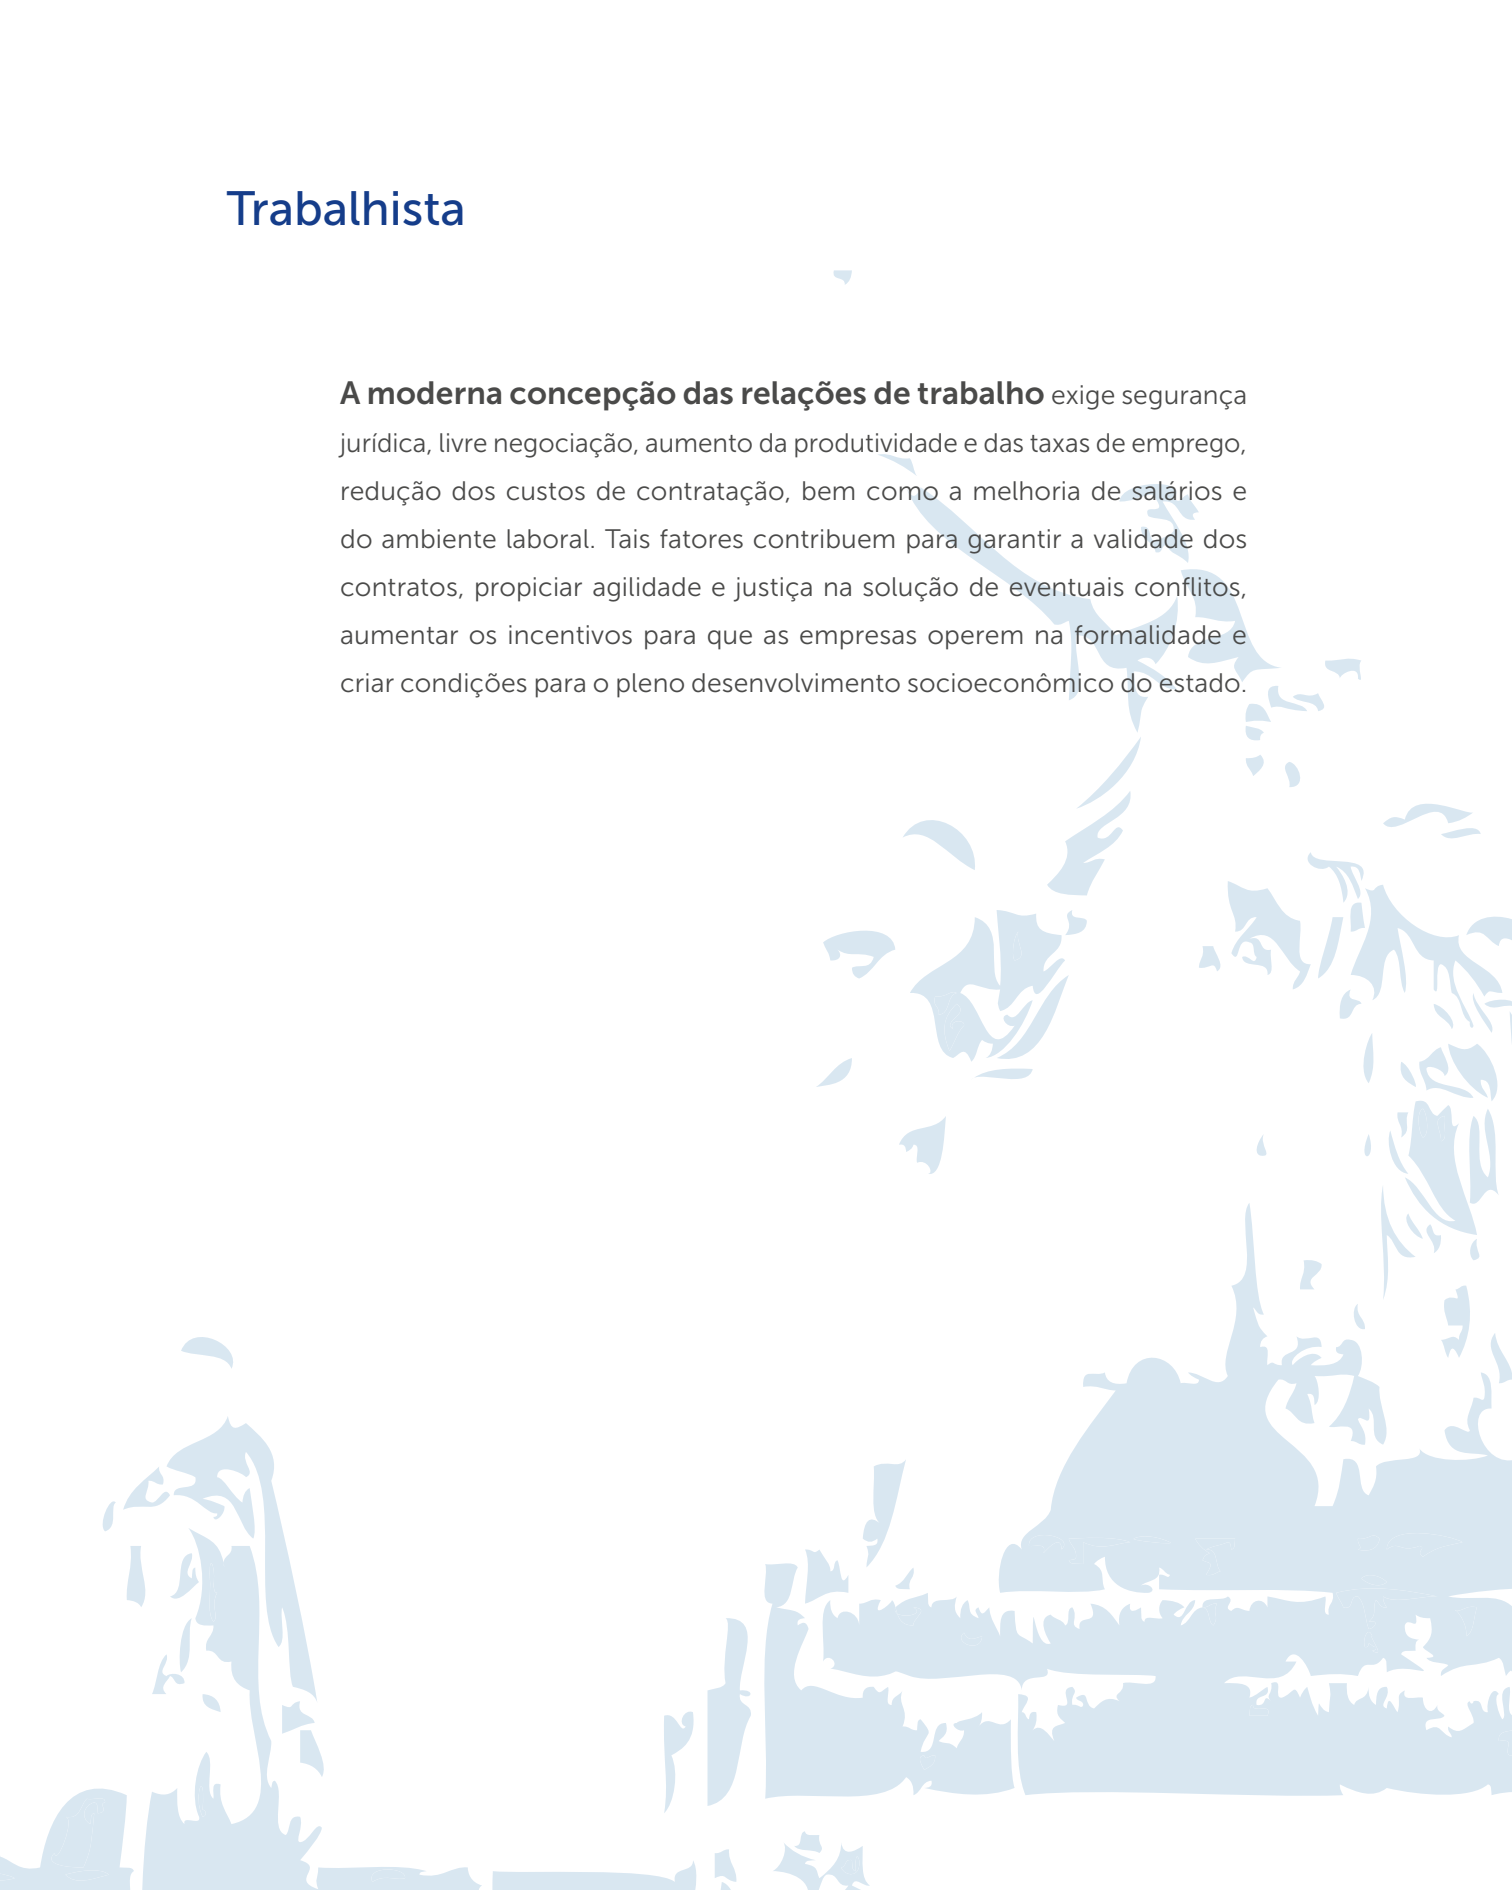 Trabalhista
A moderna concepção das relações de trabalho exige segurança
jurídica, livre negociação, aumento da produtividade e das taxas de emprego,
redução dos custos de contratação, bem como a melhoria de salários e
do ambiente laboral. Tais fatores contribuem para garantir a validade dos
contratos, propiciar agilidade e justiça na solução de eventuais conflitos,
aumentar os incentivos para que as empresas operem na formalidade e
criar condições para o pleno desenvolvimento socioeconômico do estado.